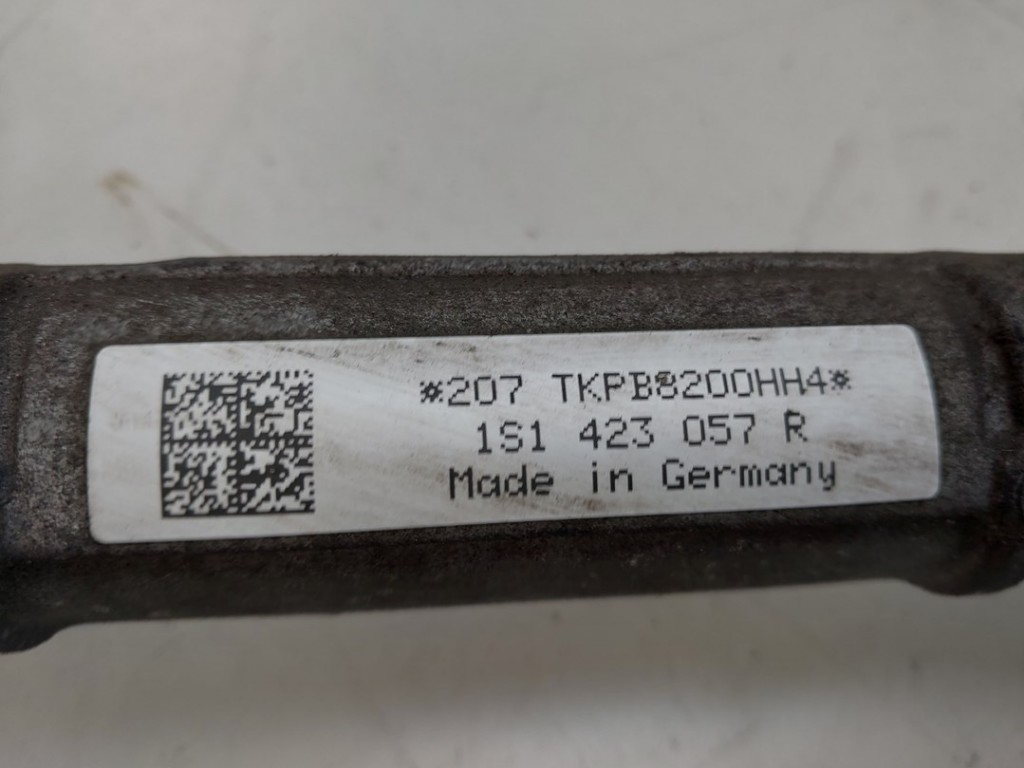 *207 TKPB8200HH4*
1S1 423 057 R
Made in Germany